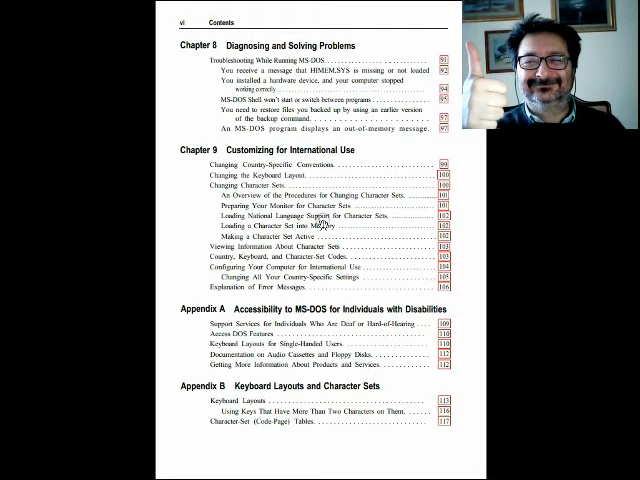 vi Contents
Chapter 8 Diagnosing and Solving Problems
Troubleshooting While Running MS-DOS. 91
You receive a message that HIMEM.SYS is missing or not loaded 92
You installed a hardware device, and your computer stopped
working correctly 94
MS-DOS Shell won't start or switch between programs 95
You need to restore files you backed up by using an earlier version
of the backup command. 97
An MS-DOS program displays an out-of-memory message. 97
Chapter 9 Customizing for International Use
Changing Country-Specific Conventions. 99
Changing the Keyboard Layout. 100
Changing Character Sets. 100
An Overview of the Procedures for Changing Character Sets. 101
Preparing Your Monitor for Character Sets 101
Loading National Language Support for Character Sets. 102
Loading a Character Set into Memory 102
Making a Character Set Active 102
Viewing Information About Character Sets 103
Country, Keyboard, and Character-Set Codes. 103
Configuring Your Computer for International Use 104
Changing All Your Country-Specific Settings 105
Explanation of Error Messages. 106
Appendix A Accessibility to MS-DOS for Individuals with Disabilities
Support Services for Individuals Who Are Deaf or Hard-of-Hearing 109
Access DOS Features 110
Keyboard Layouts for Single-Handed Users. 110
Documentation on Audio Cassettes and Floppy Disks. 112
Getting More Information About Products and Services. 112
Appendix B Keyboard Layouts and Character Sets
Keyboard Layouts 113
Using Keys That Have More Than Two Characters on Them. 116
Character-Set (Code-Page) Tables. 117